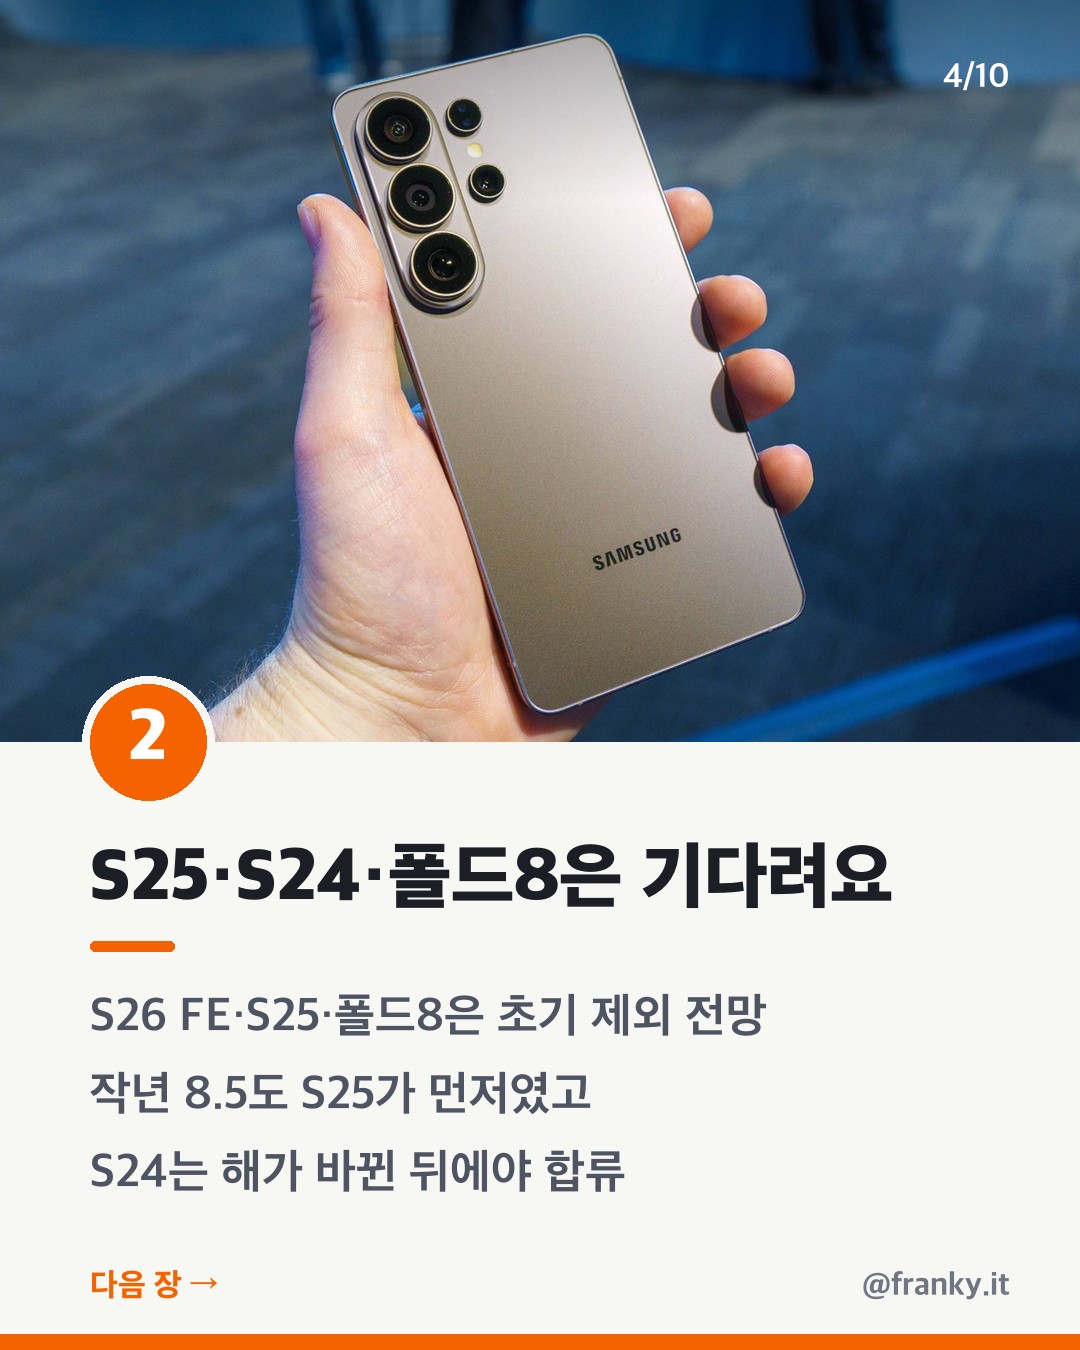 4/10
SAMSUNG
2
S25·S24·폴드8은 기다려요
S26 FE·S25·폴드8은 초기 제외 전망
작년 8.5도 S25가 먼저였고
S24는 해가 바뀐 뒤에야 합류
다음 장 →
@franky.it